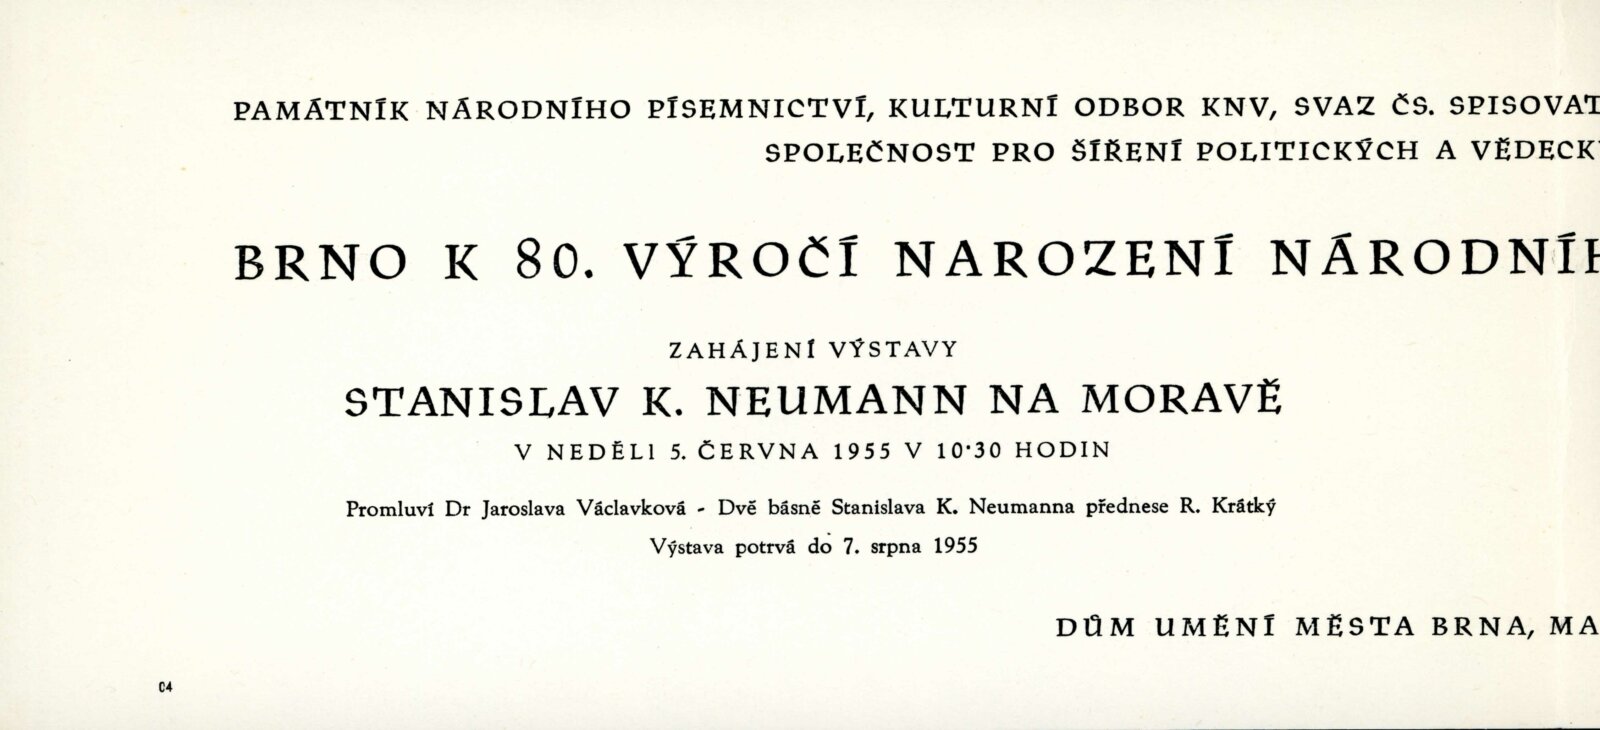 PAMÁTNÍK NÁRODNÍHO PÍSEMNICTVÍ, KULTURNÍ ODBOR KNV, SVAZ ČS. SPISOVAT
SPOLEČNOST PRO ŠÍŘENÍ POLITICKÝCH A VĚDECK
BRNO K 80. VÝROČÍ NAROZENÍ NÁRODNÍH
ZAHÁJENÍ VÝSTAVY
STANISLAV K. NEUMANN NA MORAVĚ
V NEDĚLI 5. ČERVNA 1955 V 10·30 HODIN
Promluví Dr Jaroslava Václavková - Dvě básně Stanislava K. Neumanna přednese R. Krátký
Výstava potrvá do 7. srpna 1955
DŮM UMĚNÍ MĚSTA BRNA, MA
04